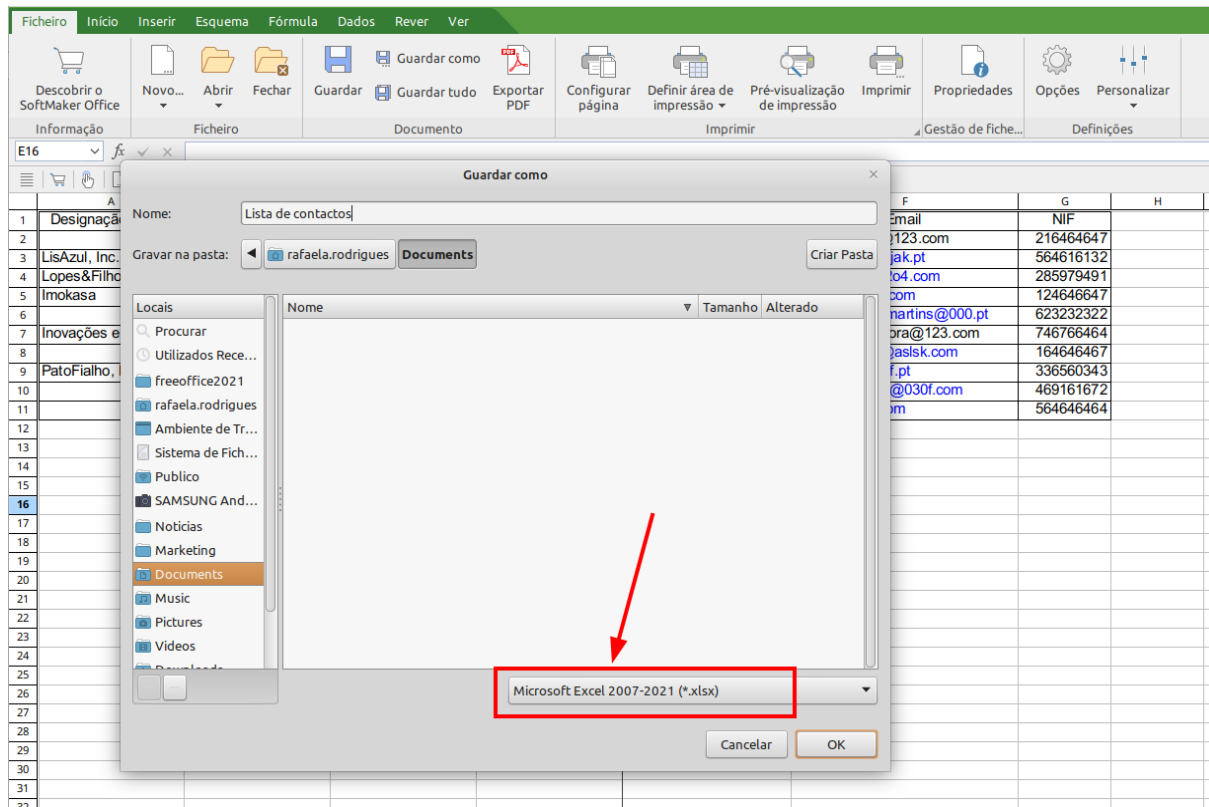 Ficheiro Início Inserir Esquema Fórmula Dados Rever Ver
Descobrir o SoftMaker Office
Novo...
Abrir
Fechar
Guardar
Guardar como
Guardar tudo
Exportar PDF
Configurar página
Definir área de impressão
Pré-visualização de impressão
Imprimir
Propriedades
Opções
Personalizar
Informação Ficheiro Documento Imprimir Gestão de fiche... Definições
E16 fx
Guardar como
Nome: Lista de contactos
Gravar na pasta: rafaela.rodrigues Documents Criar Pasta
Locais
Procurar
Utilizados Rece...
freeoffice2021
rafaela.rodrigues
Ambiente de Tr...
Sistema de Fich...
Publico
SAMSUNG And...
Noticias
Marketing
Documents
Music
Pictures
Videos
Nome Tamanho Alterado
Microsoft Excel 2007-2021 (*.xlsx)
Cancelar OK
A F G H
1 Designaçã Email NIF
2 @123.com 216464647
3 LisAzul, Inc. jak.pt 564616132
4 Lopes&Filho o4.com 285979491
5 Imokasa com 124646647
6 martins@000.pt 623232322
7 Inovações e ora@123.com 746766464
8 @aslsk.com 164646467
9 PatoFialho, f.pt 336560343
10 @030f.com 469161672
11 om 564646464
12
13
14
15
16
17
18
19
20
21
22
23
24
25
26
27
28
29
30
31